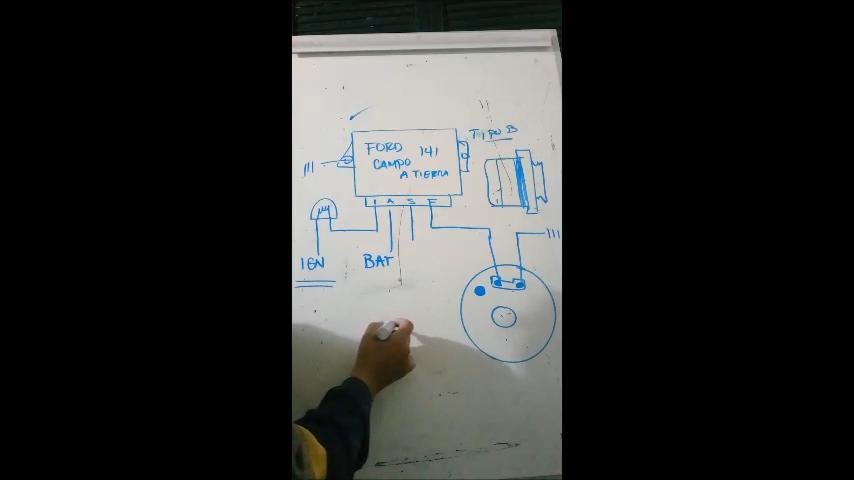 TIPO B
FORD 141
CAMPO
A TIERRA
I A S F
IGN
BAT